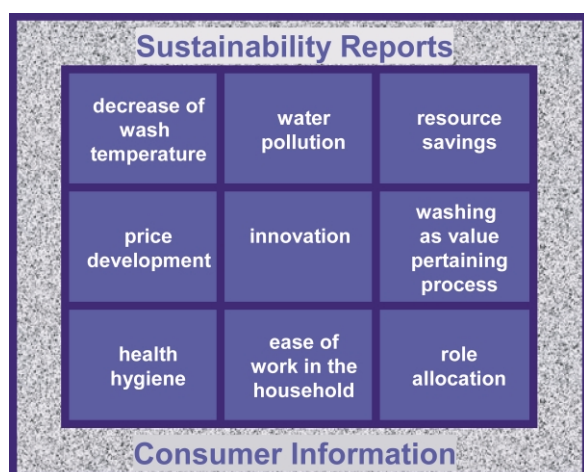 Sustainability Reports
decrease of
wash
temperature
water
pollution
resource
savings
price
development
innovation
washing
as value
pertaining
process
health
hygiene
ease of
work in the
household
role
allocation
Consumer Information